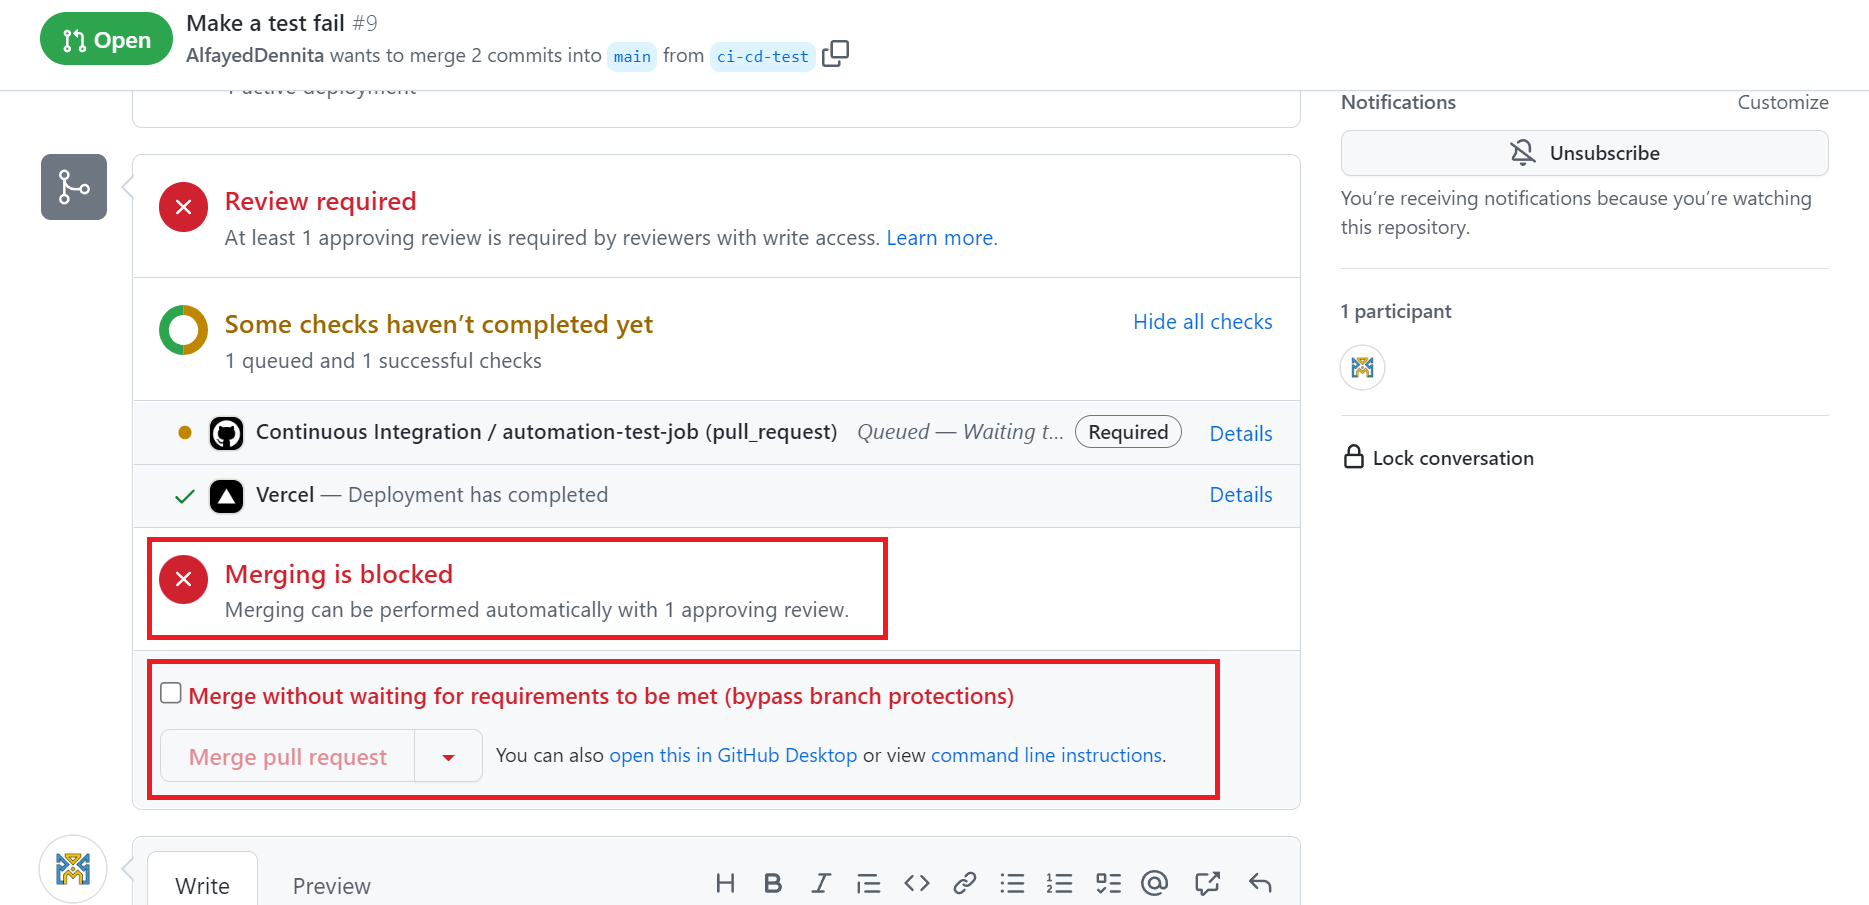 Open
Make a test fail #9
AlfayedDennita wants to merge 2 commits into main from ci-cd-test
1 active deployment
Review required
At least 1 approving review is required by reviewers with write access. Learn more.
Some checks haven’t completed yet
Hide all checks
1 queued and 1 successful checks
Continuous Integration / automation-test-job (pull_request) Queued — Waiting t... Required Details
Vercel — Deployment has completed Details
Merging is blocked
Merging can be performed automatically with 1 approving review.
Merge without waiting for requirements to be met (bypass branch protections)
Merge pull request
You can also open this in GitHub Desktop or view command line instructions.
Write Preview
Notifications Customize
Unsubscribe
You’re receiving notifications because you’re watching
this repository.
1 participant
Lock conversation